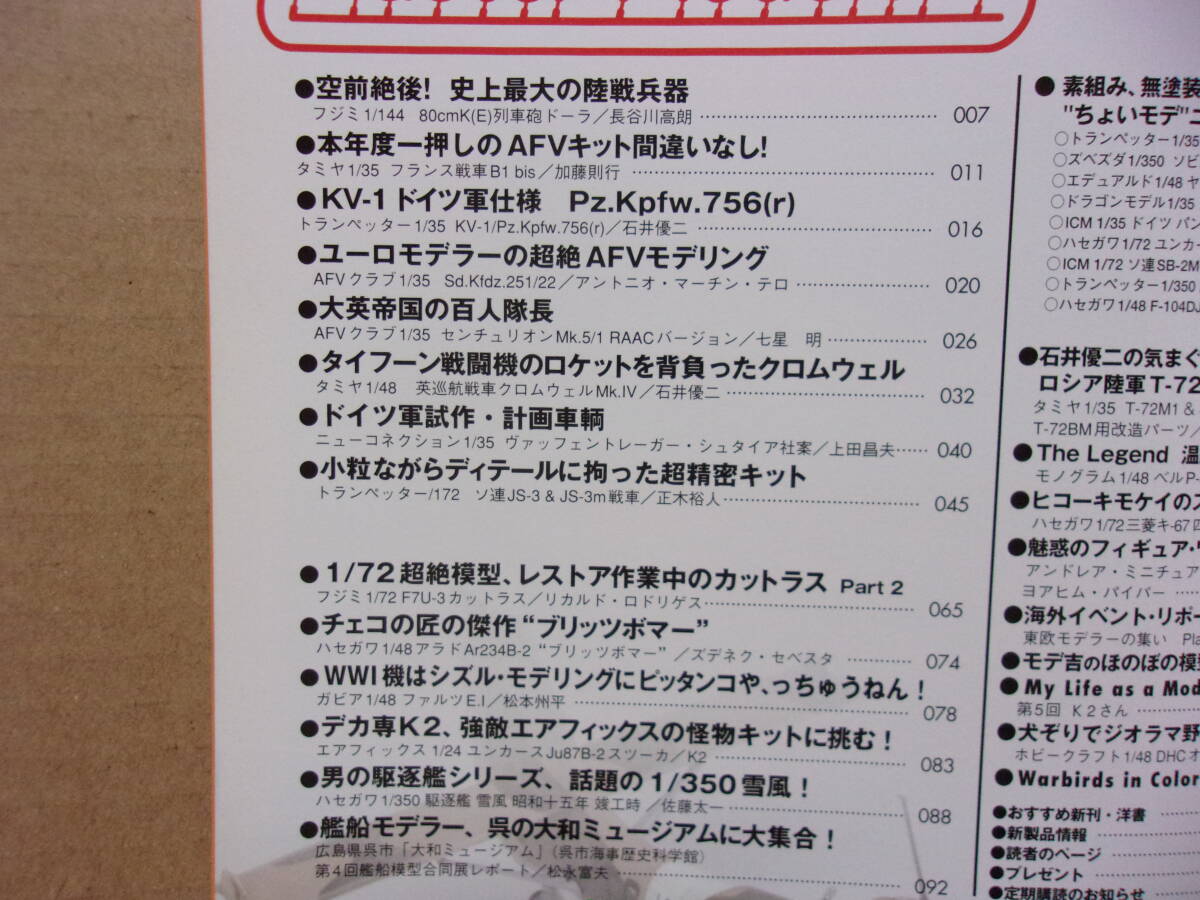 ●空前絶後! 史上最大の陸戦兵器
フジミ1/144 80cmK(E)列車砲ドーラ／長谷川高朗 ‥‥‥‥ 007
●本年度一押しのAFVキット間違いなし!
タミヤ1/35 フランス戦車B1 bis／加藤則行 ‥‥‥‥ 011
●KV-1ドイツ軍仕様 Pz.Kpfw.756(r)
トランペッター1/35 KV-1/Pz.Kpfw.756(r)／石井優二 ‥‥‥‥ 016
●ユーロモデラーの超絶AFVモデリング
AFVクラブ1/35 Sd.Kfdz.251/22／アントニオ・マーチン・テロ ‥‥‥‥ 020
●大英帝国の百人隊長
AFVクラブ1/35 センチュリオンMk.5/1 RAACバージョン／七星 明 ‥‥‥‥ 026
●タイフーン戦闘機のロケットを背負ったクロムウェル
タミヤ1/48 英巡航戦車クロムウェルMk.IV／石井優二 ‥‥‥‥ 032
●ドイツ軍試作・計画車輌
ニューコネクション1/35 ヴァッフェントレーガー・シュタイア社案／上田昌夫‥‥ 040
●小粒ながらディテールに拘った超精密キット
トランペッター/172 ソ連JS-3 & JS-3m戦車／正木裕人 ‥‥‥‥ 045
●1/72超絶模型、レストア作業中のカットラス Part 2
フジミ1/72 F7U-3カットラス／リカルド・ロドリゲス‥‥‥‥ 065
●チェコの匠の傑作“ブリッツボマー”
ハセガワ1/48アラドAr234B-2 “ブリッツボマー” ／ズデネク・セベスタ ‥‥‥‥ 074
●WWI機はシズル・モデリングにピッタンコや、っちゅうねん!
ガビア1/48 ファルツE.I／松本州平 ‥‥‥‥ 078
●デカ専K2、強敵エアフィックスの怪物キットに挑む!
エアフィックス1/24 ユンカースJu87B-2スツーカ／K2 ‥‥‥‥ 083
●男の駆逐艦シリーズ、話題の1/350雪風!
ハセガワ1/350 駆逐艦 雪風 昭和十五年 竣工時 ／佐藤太一 ‥‥‥‥ 088
●艦船モデラー、呉の大和ミュージアムに大集合!
広島県呉市「大和ミュージアム」(呉市海事歴史科学館)
第4回艦船模型合同展レポート／松永富夫 ‥‥‥‥ 092
● 素組み、無塗装
"ちょいモデ"
○トランペッター1/35
○ズベズダ1/350 ソビ
○エデュアルド1/48 ヤ
○ドラゴンモデル1/35
○ICM 1/35 ドイツ パン
○ハセガワ1/72 ユンカー
○ICM 1/72 ソ連SB-2M
○トランペッター1/350
○ハセガワ1/48 F-104DJ
●石井優二の気まぐ
ロシア陸軍T-72
タミヤ1/35 T-72M1 &
T-72BM用改造パーツ／
●The Legend 温
モノグラム1/48 ベルP-
●ヒコーキモケイの
ハセガワ1/72三菱キ-67四
●魅惑のフィギュア・
アンドレア・ミニチュア
ヨアヒム・パイパー ‥‥
●海外イベント・リポー
東欧モデラーの集い Pla
●モデ吉のほのぼの模型
●My Life as a Mod
第5回 K2さん ‥‥‥‥
●犬ぞりでジオラマ野
ホビークラフト1/48 DHCオ
●Warbirds in Color
●おすすめ新刊・洋書 ‥‥
●新製品情報 ‥‥‥‥
●読者のページ ‥‥‥‥
●プレゼント ‥‥‥‥
●定期購読のお知らせ ‥‥